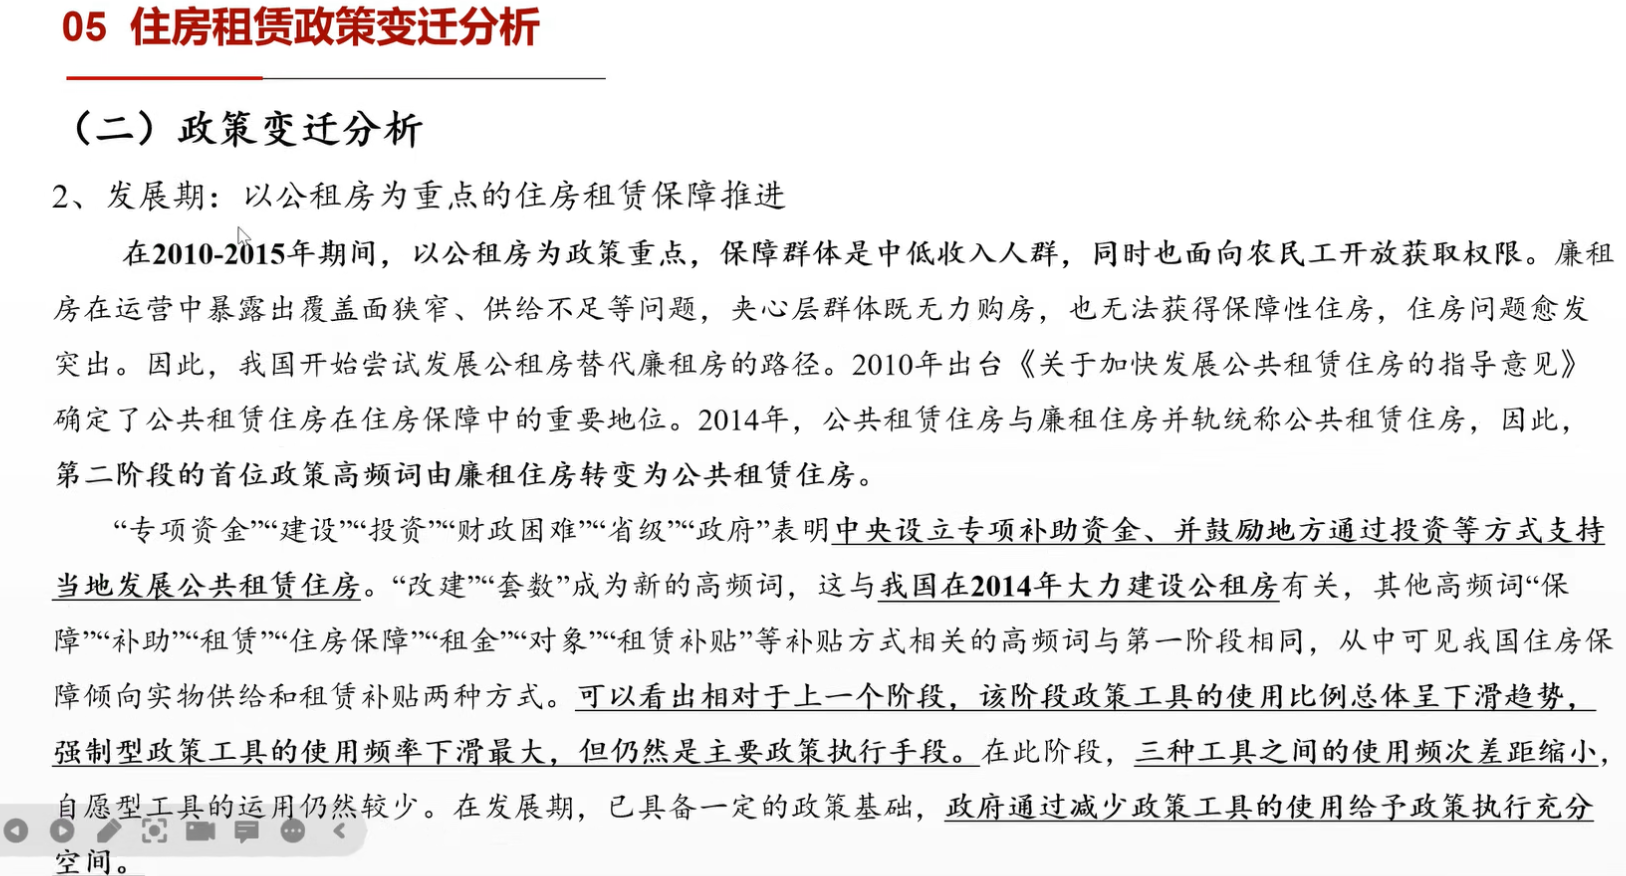 05 住房租赁政策变迁分析
（二）政策变迁分析
2、发展期：以公租房为重点的住房租赁保障推进
在2010-2015年期间，以公租房为政策重点，保障群体是中低收入人群，同时也面向农民工开放获取权限。廉租
房在运营中暴露出覆盖面狭窄、供给不足等问题，夹心层群体既无力购房，也无法获得保障性住房，住房问题愈发
突出。因此，我国开始尝试发展公租房替代廉租房的路径。2010年出台《关于加快发展公共租赁住房的指导意见》
确定了公共租赁住房在住房保障中的重要地位。2014年，公共租赁住房与廉租住房并轨统称公共租赁住房，因此，
第二阶段的首位政策高频词由廉租住房转变为公共租赁住房。
“专项资金”“建设”“投资”“财政困难”“省级”“政府”表明中央设立专项补助资金、并鼓励地方通过投资等方式支持
当地发展公共租赁住房。“改建”“套数”成为新的高频词，这与我国在2014年大力建设公租房有关，其他高频词“保
障”“补助”“租赁”“住房保障”“租金”“对象”“租赁补贴”等补贴方式相关的高频词与第一阶段相同，从中可见我国住房保
障倾向实物供给和租赁补贴两种方式。可以看出相对于上一个阶段，该阶段政策工具的使用比例总体呈下滑趋势，
强制型政策工具的使用频率下滑最大，但仍然是主要政策执行手段。在此阶段，三种工具之间的使用频次差距缩小，
自愿型工具的运用仍然较少。在发展期，已具备一定的政策基础，政府通过减少政策工具的使用给予政策执行充分
空间。